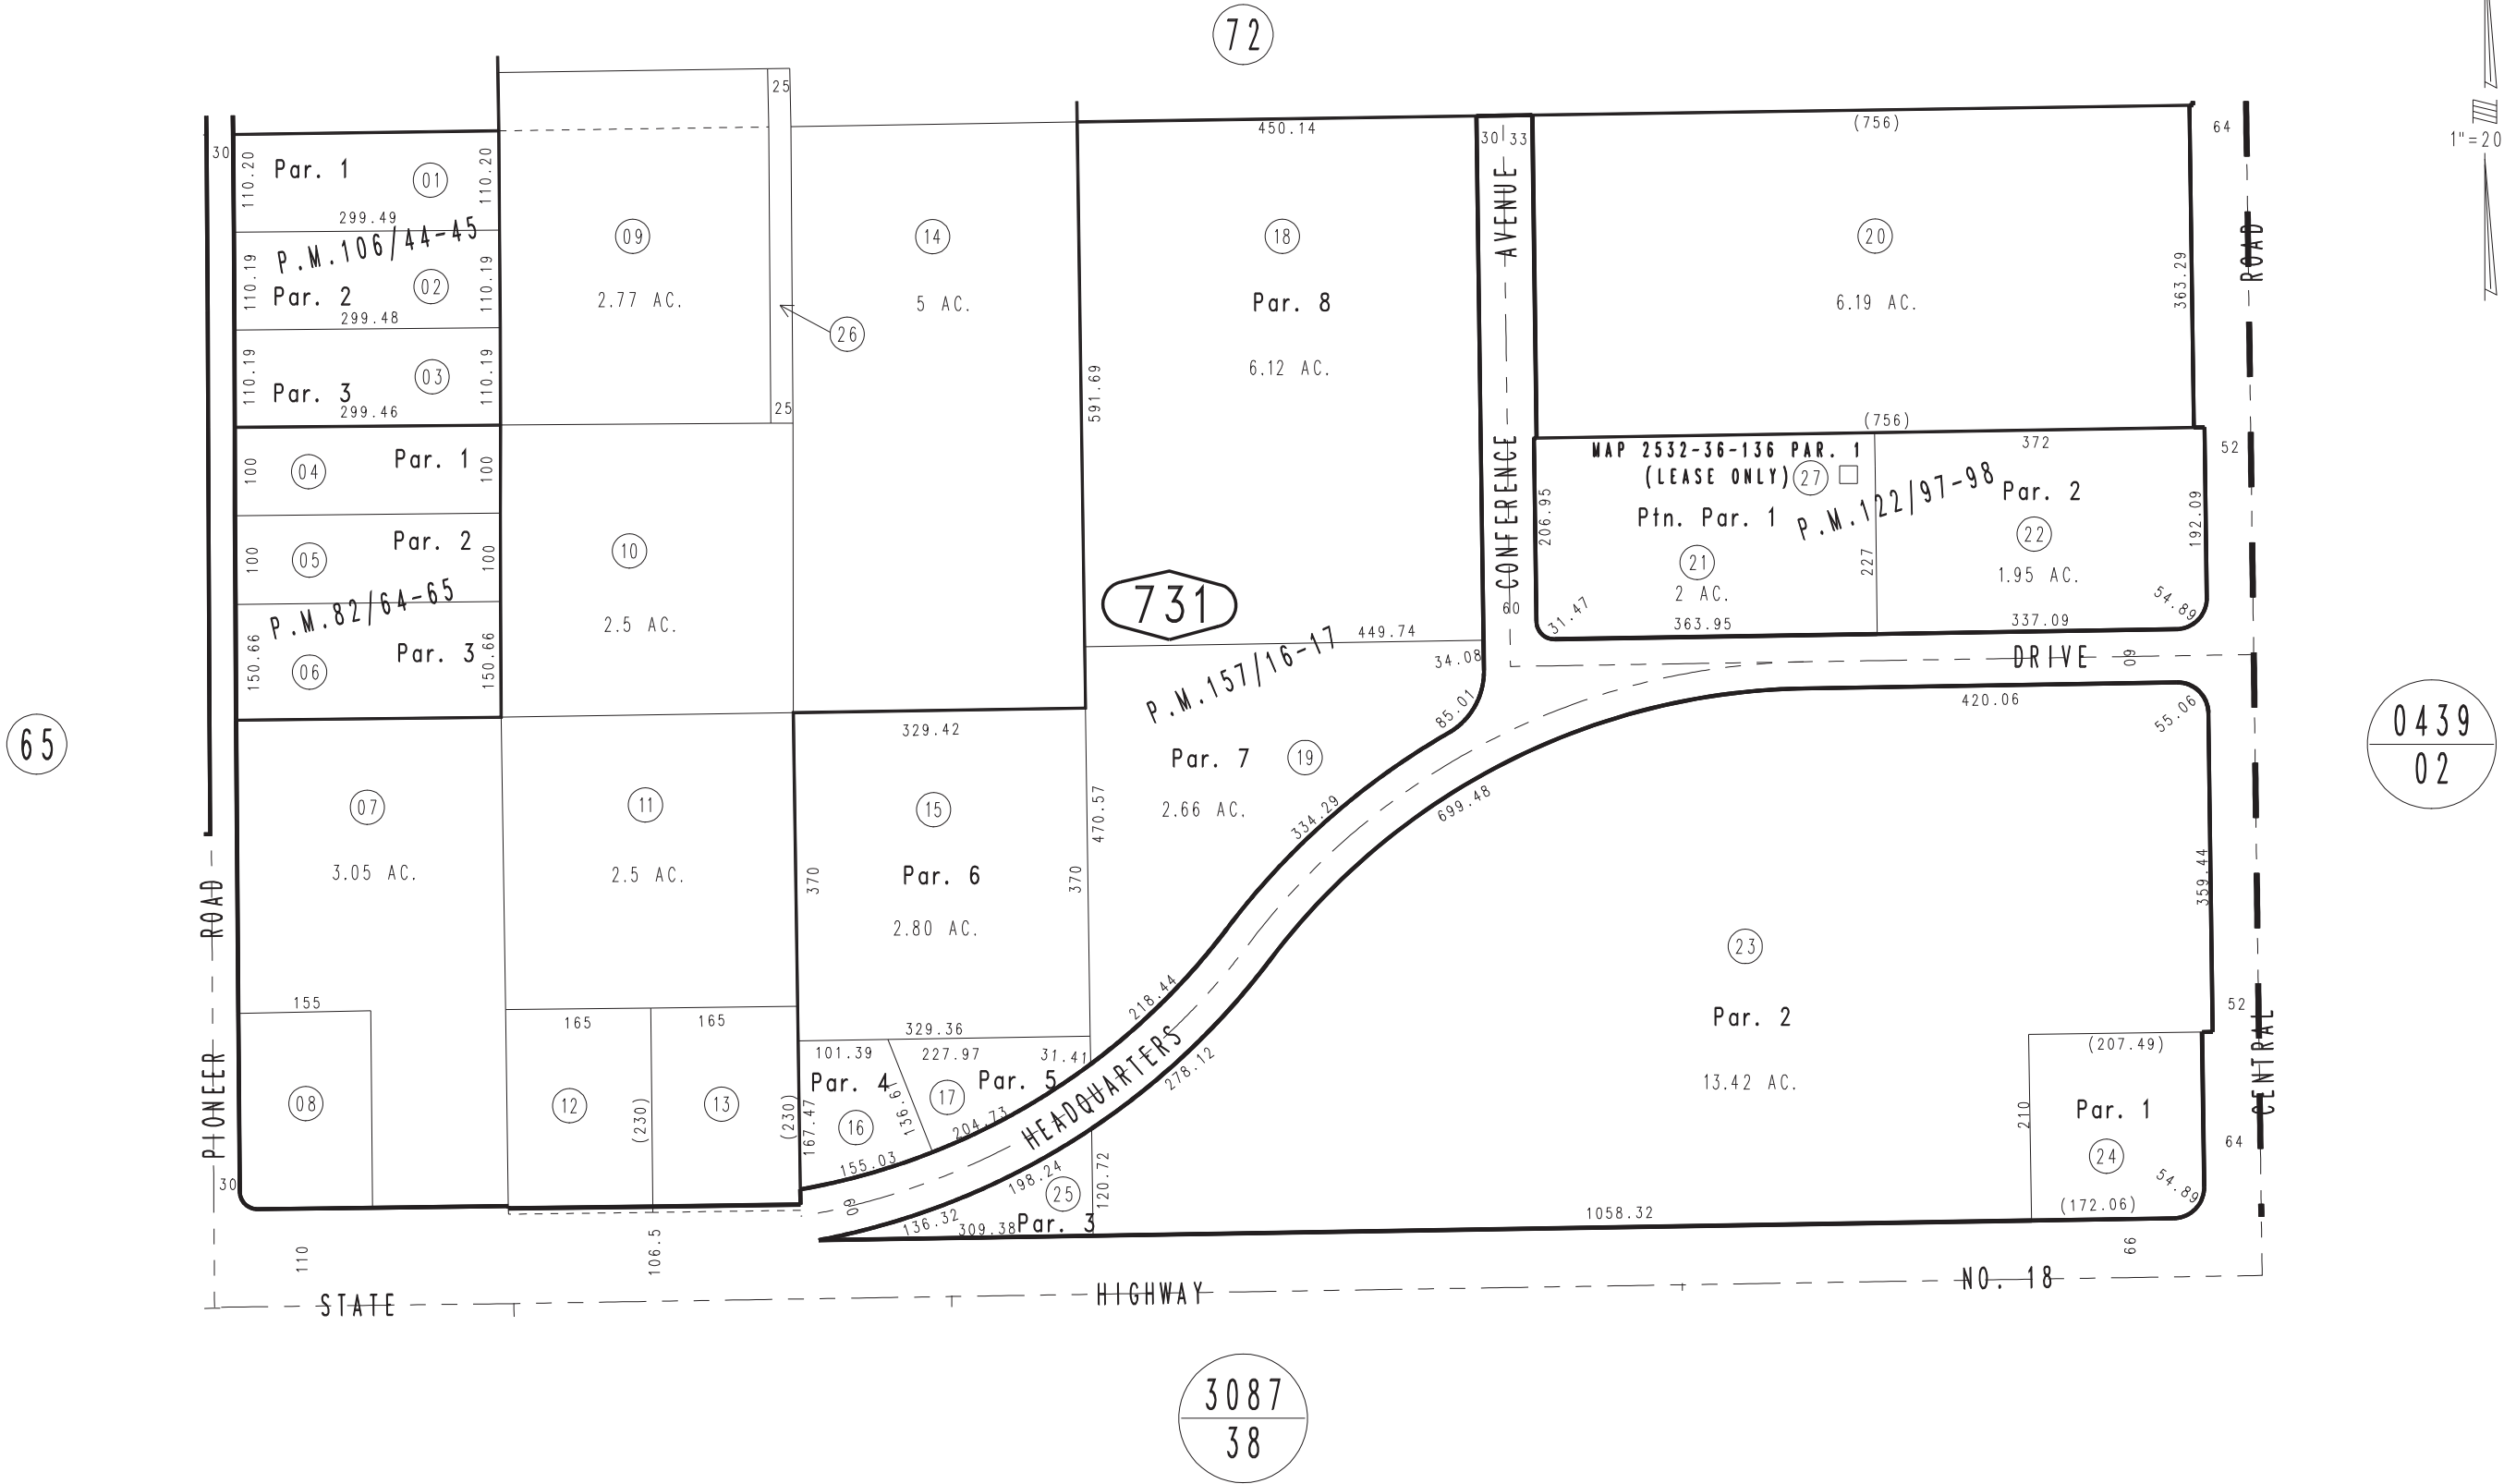 72
25
64
1"=20
30
110.20
Par. 1
01
110.20
299.49
P.M.106/44-45
110.19
Par. 2
02
110.19
299.48
110.19
Par. 3
03
110.19
299.46
100
04
Par. 1
100
100
05
Par. 2
100
P.M.82/64-65
150.66
06
Par. 3
150.66
09
2.77 AC.
26
25
10
2.5 AC.
14
5 AC.
450.14
18
Par. 8
6.12 AC.
591.69
731
449.74
34.08
30 33
CONFERENCE AVENUE
60
(756)
20
6.19 AC.
363.29
(756)
ROAD
52
MAP 2532-36-136 PAR. 1
(LEASE ONLY) 27
Ptn. Par. 1
P.M.122/97-98
206.95
21
2 AC.
31.47
363.95
227
372
Par. 2
22
1.95 AC.
192.09
54.89
337.09
DRIVE
60
65
0439
02
07
3.05 AC.
155
08
11
2.5 AC.
165
165
12
(230)
13
(230)
329.42
15
370
Par. 6
370
2.80 AC.
329.36
P.M.157/16-17
Par. 7
19
2.66 AC.
470.57
85.01
334.29
218.44
699.48
420.06
55.06
359.44
23
Par. 2
13.42 AC.
52
CENTRAL
101.39
227.97
31.41
Par. 4
136.61
17
Par. 5
167.47
16
204.73
155.03
HEADQUARTERS
278.12
60
198.24
25
120.72
136.32
309.38
Par. 3
1058.32
(207.49)
210
Par. 1
24
54.89
(172.06)
64
66
PIONEER ROAD
30
110
106.5
STATE HIGHWAY NO. 18
3087
38